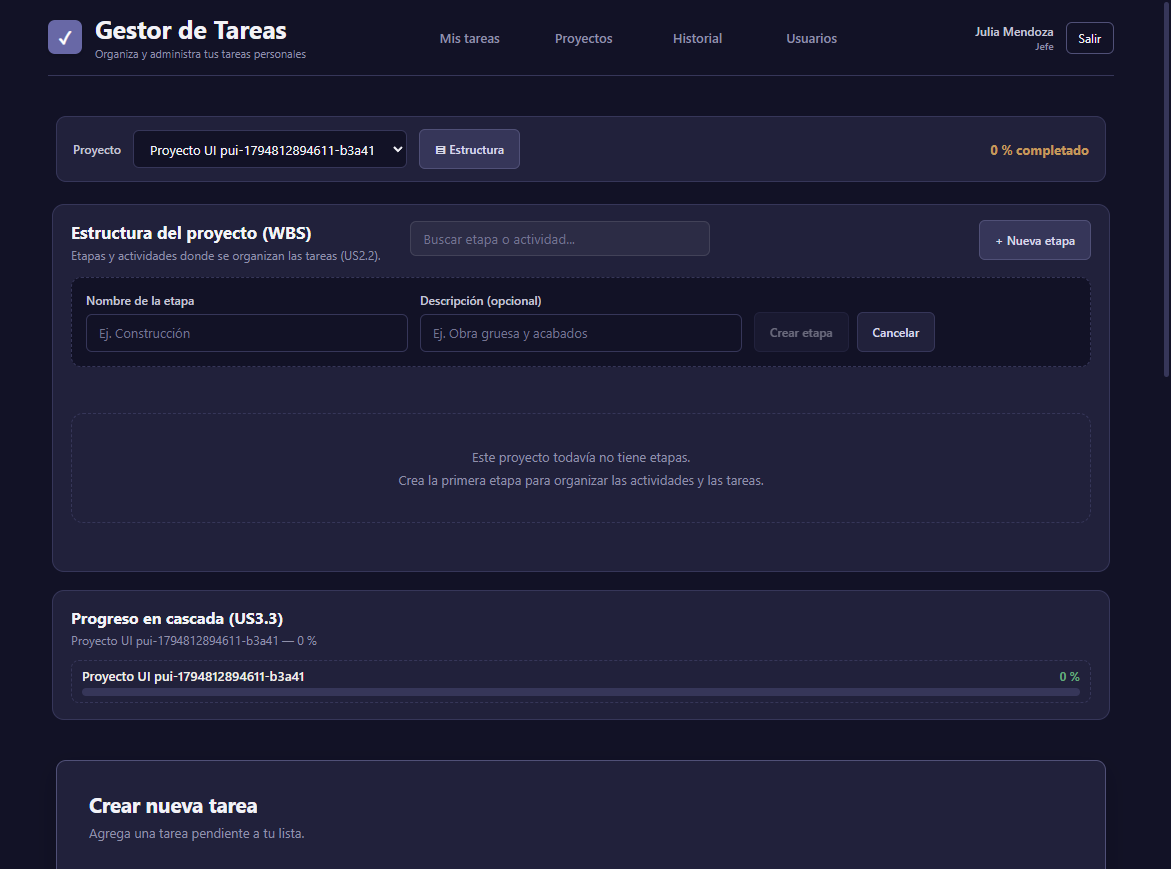 Gestor de Tareas
Organiza y administra tus tareas personales
Mis tareas
Proyectos
Historial
Usuarios
Julia Mendoza
Jefe
Salir
Proyecto
Proyecto UI pui-1794812894611-b3a41
Estructura
0 % completado
Estructura del proyecto (WBS)
Etapas y actividades donde se organizan las tareas (US2.2).
Buscar etapa o actividad...
+ Nueva etapa
Nombre de la etapa
Ej. Construcción
Descripción (opcional)
Ej. Obra gruesa y acabados
Crear etapa
Cancelar
Este proyecto todavía no tiene etapas.
Crea la primera etapa para organizar las actividades y las tareas.
Progreso en cascada (US3.3)
Proyecto UI pui-1794812894611-b3a41 — 0 %
Proyecto UI pui-1794812894611-b3a41
0 %
Crear nueva tarea
Agrega una tarea pendiente a tu lista.